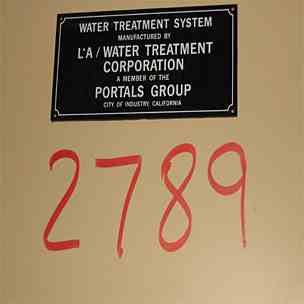 WATER TREATMENT SYSTEM
MANUFACTURED BY
L*A / WATER TREATMENT
CORPORATION
A MEMBER OF THE
PORTALS GROUP
CITY OF INDUSTRY, CALIFORNIA
2789